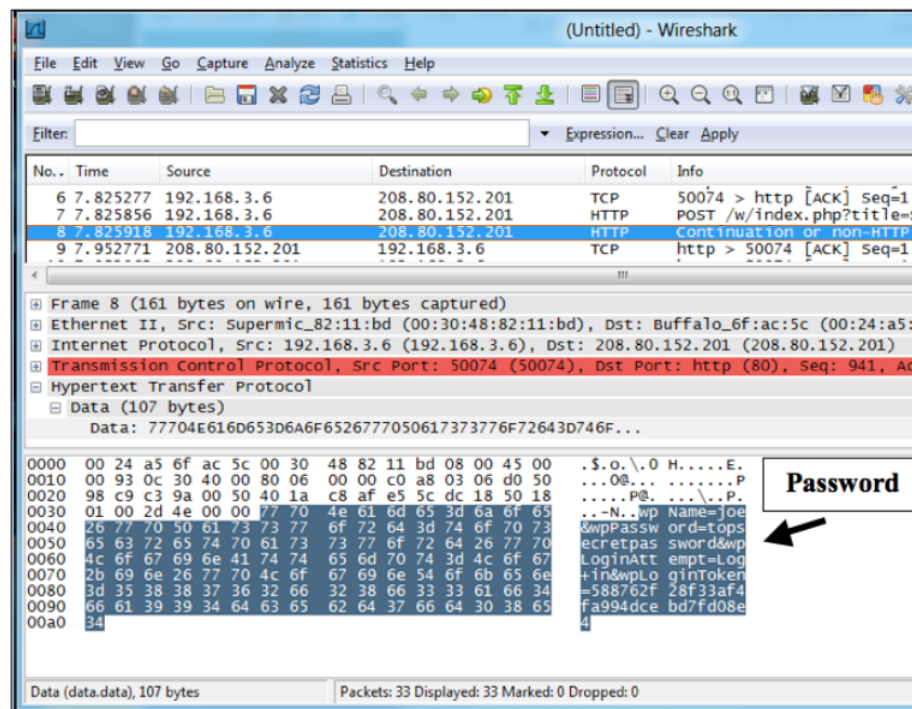 (Untitled) - Wireshark
File Edit View Go Capture Analyze Statistics Help
Filter: Expression... Clear Apply
No.. Time Source Destination Protocol Info
6 7.825277 192.168.3.6 208.80.152.201 TCP 50074 > http [ACK] Seq=1
7 7.825856 192.168.3.6 208.80.152.201 HTTP POST /w/index.php?title=
8 7.825918 192.168.3.6 208.80.152.201 HTTP Continuation or non-HTTP
9 7.952771 208.80.152.201 192.168.3.6 TCP http > 50074 [ACK] Seq=1
Frame 8 (161 bytes on wire, 161 bytes captured)
Ethernet II, Src: Supermic_82:11:bd (00:30:48:82:11:bd), Dst: Buffalo_6f:ac:5c (00:24:a5:
Internet Protocol, Src: 192.168.3.6 (192.168.3.6), Dst: 208.80.152.201 (208.80.152.201)
Transmission Control Protocol, Src Port: 50074 (50074), Dst Port: http (80), Seq: 941, Ac
Hypertext Transfer Protocol
Data (107 bytes)
Data: 77704E616D653D6A6F6526777050617373776F72643D746F...
0000 00 24 a5 6f ac 5c 00 30 48 82 11 bd 08 00 45 00 .$.o.\.0 H.....E.
0010 00 93 0c 30 40 00 80 06 00 00 c0 a8 03 06 d0 50 ...0@... .......P
0020 98 c9 c3 9a 00 50 40 1a c8 af e5 5c dc 18 50 18 .....P@. ...\..P.
0030 01 00 2d 4e 00 00 77 70 4e 61 6d 65 3d 6a 6f 65 ..-N..wp Name=joe
0040 26 77 70 50 61 73 73 77 6f 72 64 3d 74 6f 70 73 &wpPassw ord=tops
0050 65 63 72 65 74 70 61 73 73 77 6f 72 64 26 77 70 ecretpas sword&wp
0060 4c 6f 67 69 6e 41 74 74 65 6d 70 74 3d 4c 6f 67 LoginAtt empt=Log
0070 2b 69 6e 26 77 70 4c 6f 67 69 6e 54 6f 6b 65 6e +in&wpLo ginToken
0080 3d 35 38 38 37 36 32 66 32 38 66 33 33 61 66 34 =588762f 28f33af4
0090 66 61 39 39 34 64 63 65 62 64 37 66 64 30 38 65 fa994dce bd7fd08e
00a0 34 4
Password
Data (data.data), 107 bytes Packets: 33 Displayed: 33 Marked: 0 Dropped: 0